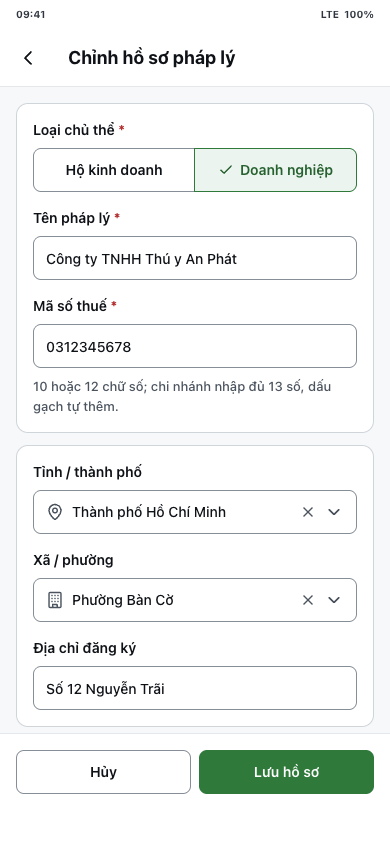 09:41
LTE 100%
Chỉnh hồ sơ pháp lý
Loại chủ thể *
Hộ kinh doanh
Doanh nghiệp
Tên pháp lý *
Công ty TNHH Thú y An Phát
Mã số thuế *
0312345678
10 hoặc 12 chữ số; chi nhánh nhập đủ 13 số, dấu
gạch tự thêm.
Tỉnh / thành phố
Thành phố Hồ Chí Minh
Xã / phường
Phường Bàn Cờ
Địa chỉ đăng ký
Số 12 Nguyễn Trãi
Hủy
Lưu hồ sơ